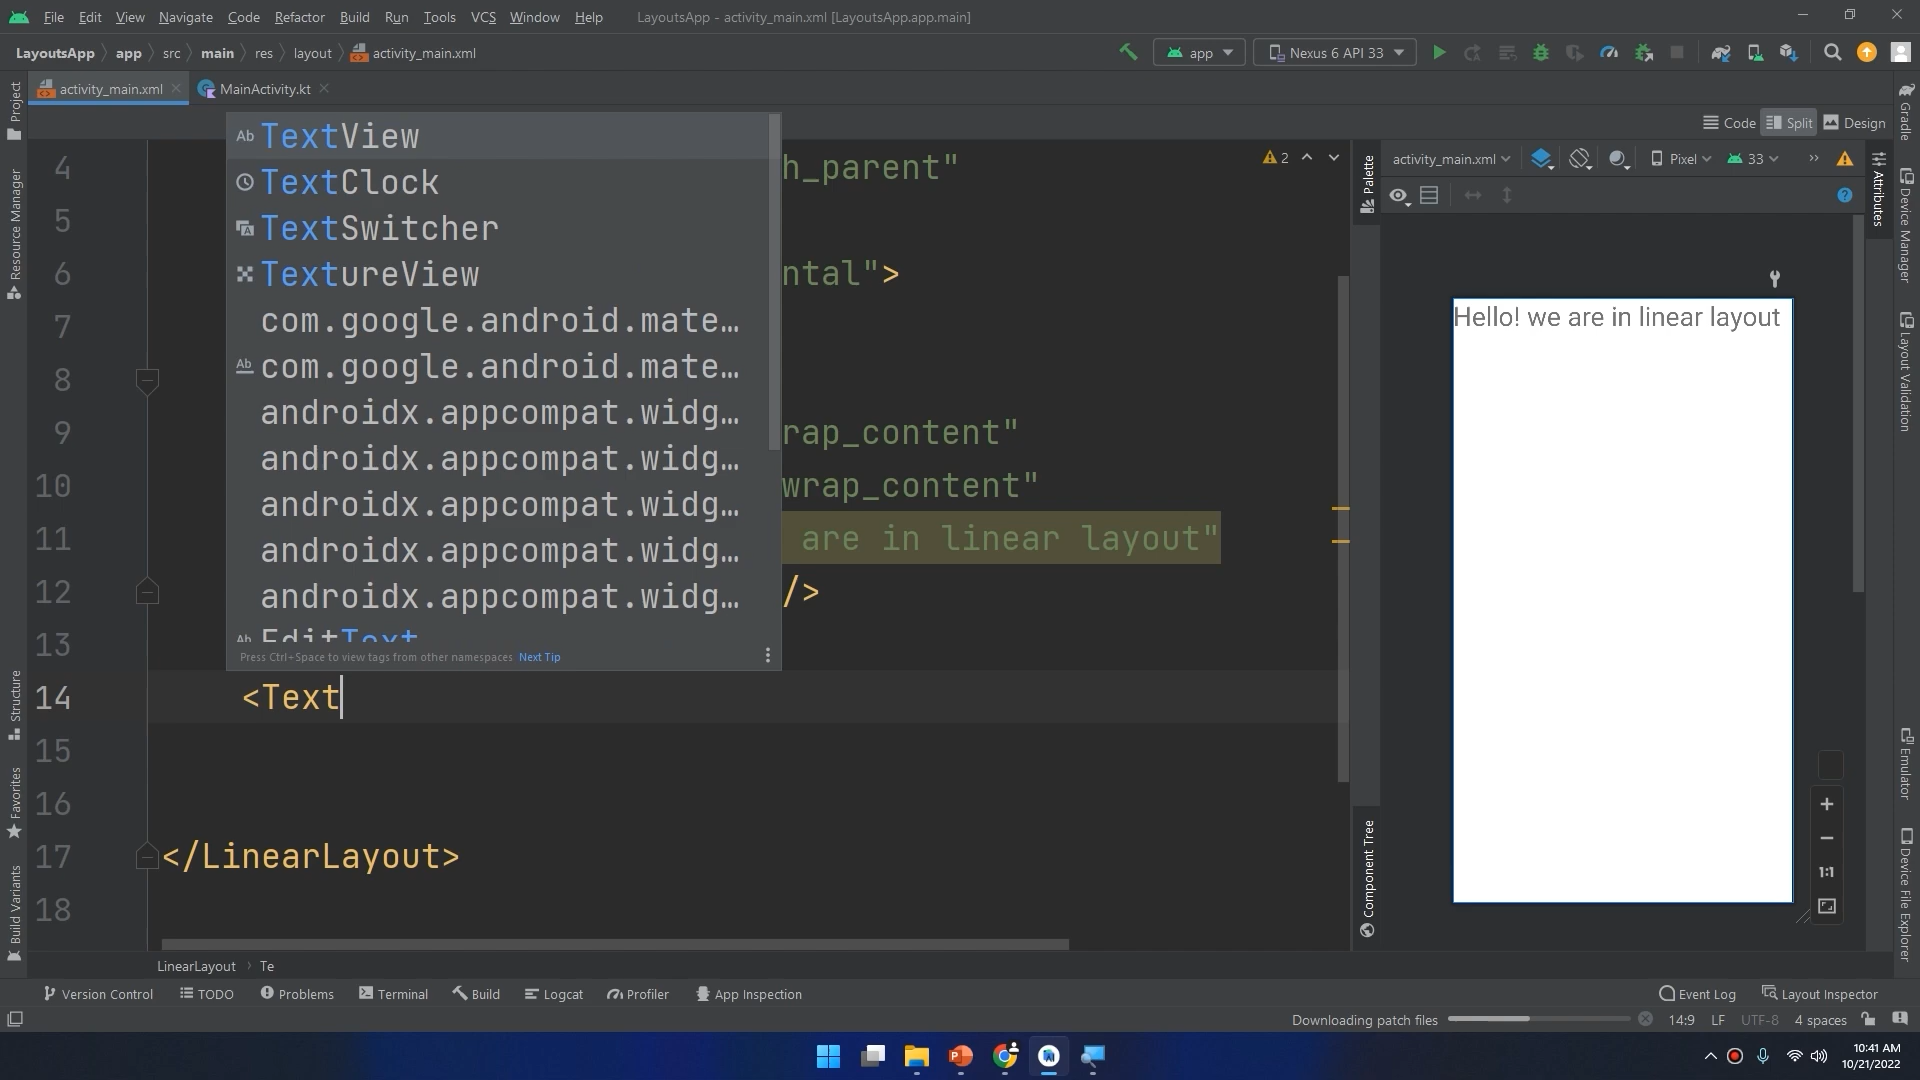 File Edit View Navigate Code Refactor Build Run Tools VCS Window Help LayoutsApp - activity_main.xml [LayoutsApp.app.main]
LayoutsApp app src main res layout activity_main.xml app Nexus 6 API 33
activity_main.xml MainActivity.kt
Code Split Design
Project
Resource Manager
Structure
Favorites
Build Variants
TextView
TextClock
TextSwitcher
TextureView
com.google.android.mate…
com.google.android.mate…
androidx.appcompat.widg…
androidx.appcompat.widg…
androidx.appcompat.widg…
androidx.appcompat.widg…
androidx.appcompat.widg…
EditText
Press Ctrl+Space to view tags from other namespaces Next Tip
4 h_parent"
5
6 ntal">
7
8
9 rap_content"
10 wrap_content"
11 are in linear layout"
12 />
13
14 <Text
15
16
17 </LinearLayout>
18
2
Palette
Component Tree
activity_main.xml Pixel 33
Hello! we are in linear layout
1:1
Attributes
Gradle
Device Manager
Layout Validation
Emulator
Device File Explorer
LinearLayout Te
Version Control TODO Problems Terminal Build Logcat Profiler App Inspection Event Log Layout Inspector
Downloading patch files 14:9 LF UTF-8 4 spaces
10:41 AM
10/21/2022